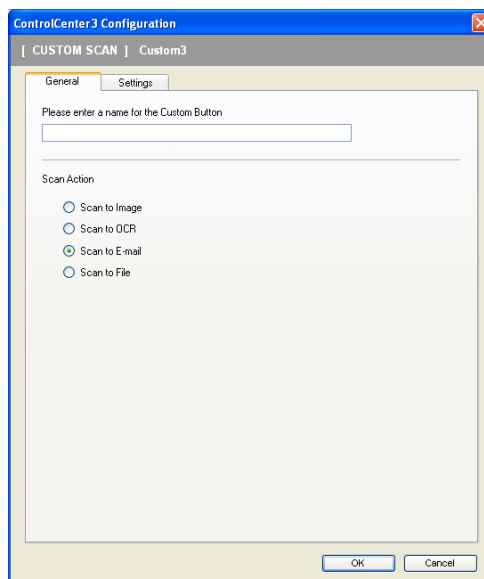 ControlCenter3 Configuration
[ CUSTOM SCAN ] Custom3
General Settings
Please enter a name for the Custom Button
Scan Action
Scan to Image
Scan to OCR
Scan to E-mail
Scan to File
OK Cancel